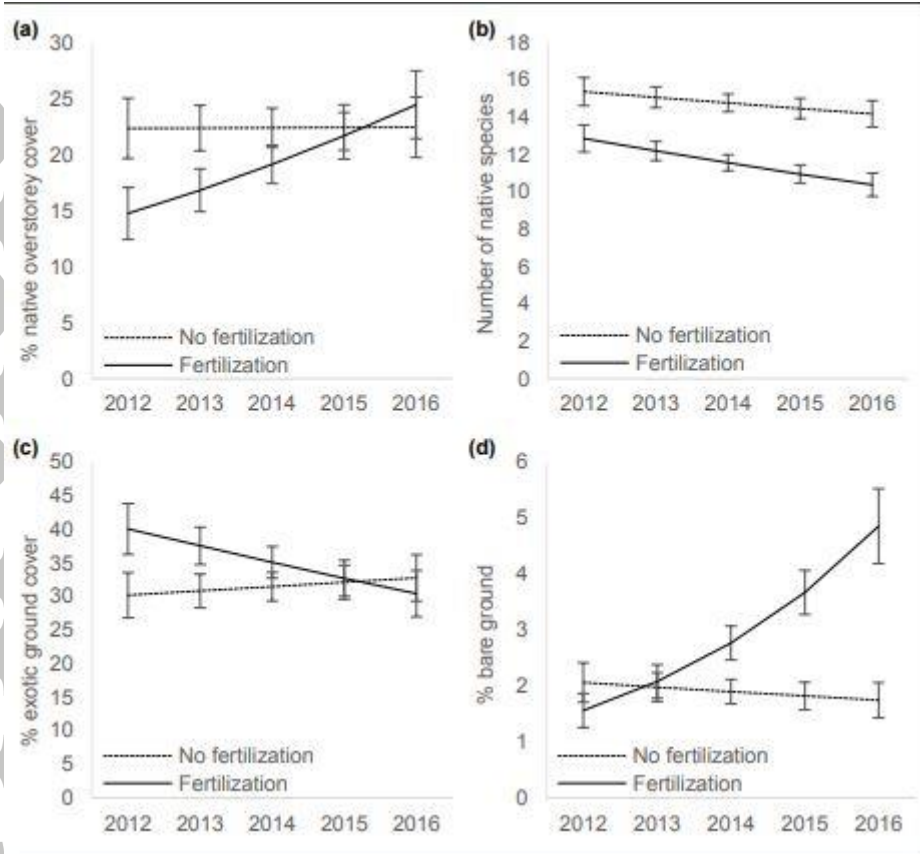 (a)
% native overstorey cover
30
25
20
15
10
5
0
No fertilization
Fertilization
2012 2013 2014 2015 2016
(b)
Number of native species
18
16
14
12
10
8
6
4
2
0
No fertilization
Fertilization
2012 2013 2014 2015 2016
(c)
% exotic ground cover
50
45
40
35
30
25
20
15
10
5
0
No fertilization
Fertilization
2012 2013 2014 2015 2016
(d)
% bare ground
6
5
4
3
2
1
0
No fertilization
Fertilization
2012 2013 2014 2015 2016